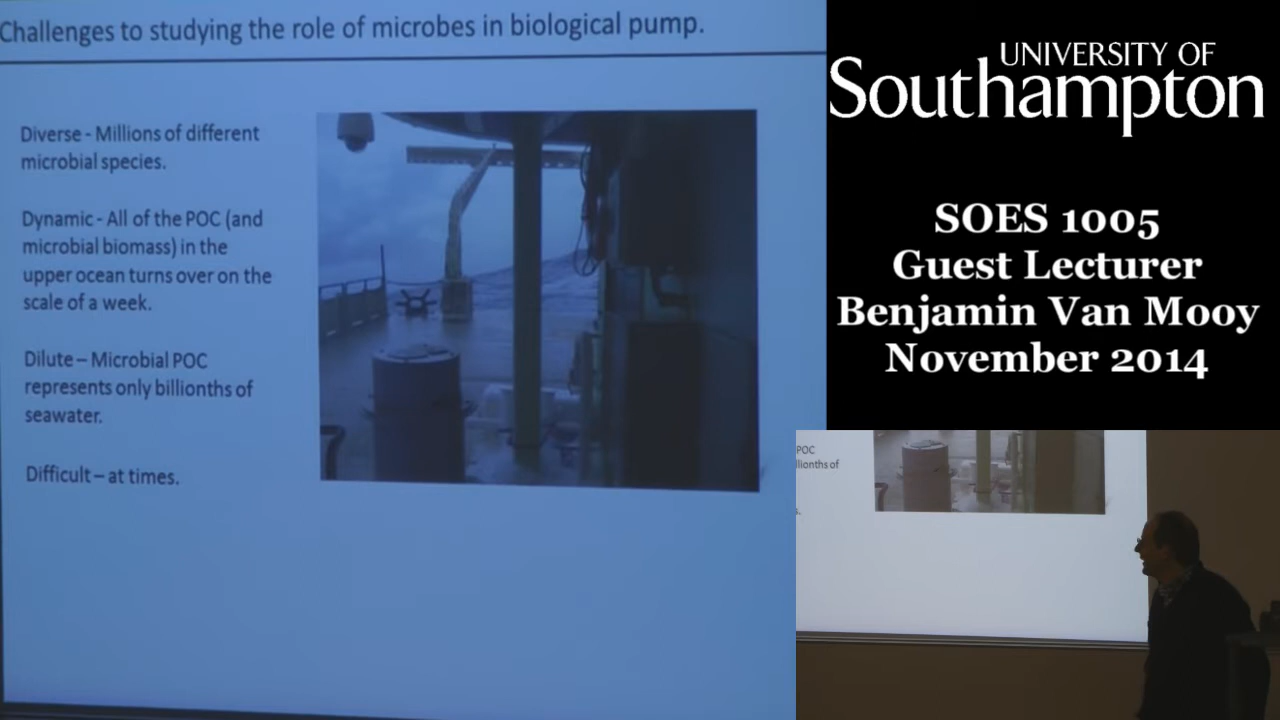 Challenges to studying the role of microbes in biological pump.
Diverse - Millions of different
microbial species.
Dynamic - All of the POC (and
microbial biomass) in the
upper ocean turns over on the
scale of a week.
Dilute – Microbial POC
represents only billionths of
seawater.
Difficult – at times.
UNIVERSITY OF
Southampton
SOES 1005
Guest Lecturer
Benjamin Van Mooy
November 2014
POC
llionths of